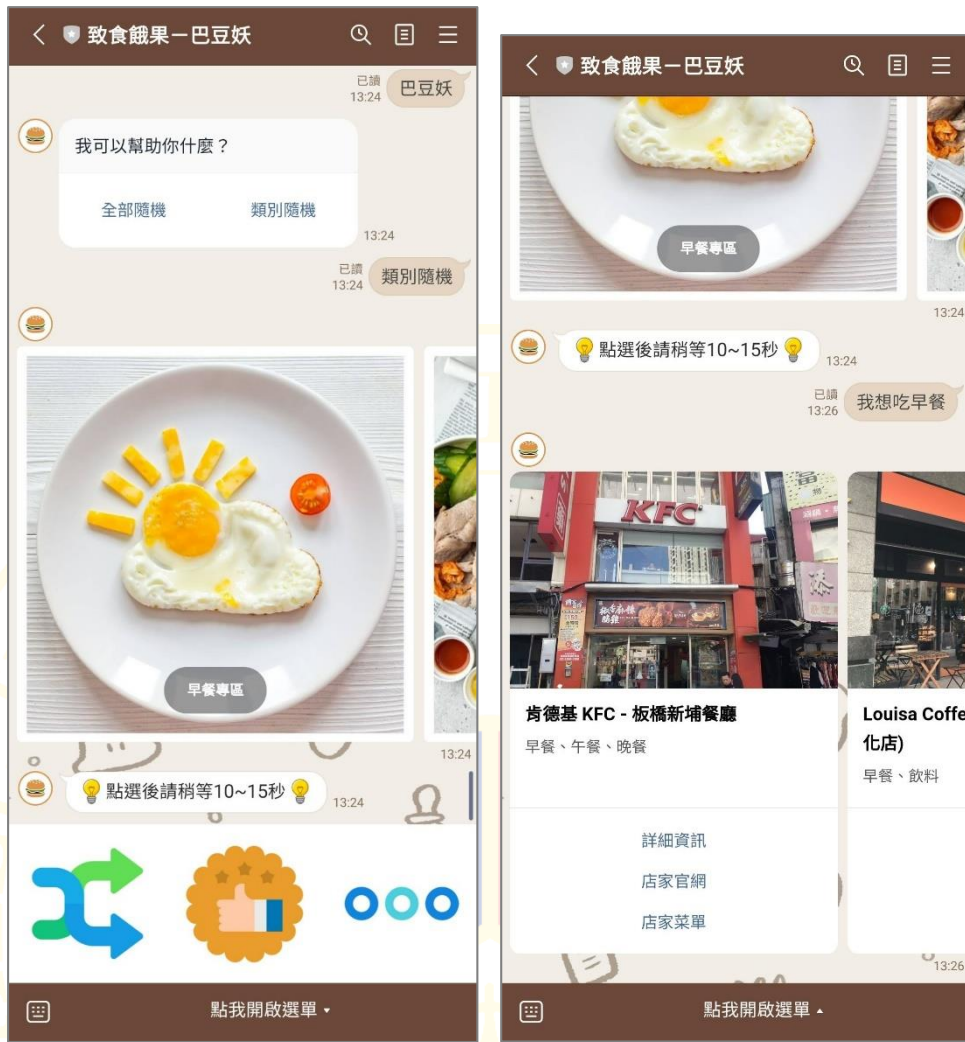 致食餓果－巴豆妖
已讀
13:24
巴豆妖
我可以幫助你什麼？
全部隨機 類別隨機
13:24
已讀
13:24
類別隨機
早餐專區
13:24
點選後請稍等10~15秒
13:24
點我開啟選單
致食餓果－巴豆妖
早餐專區
13:24
點選後請稍等10~15秒
13:24
已讀
13:26
我想吃早餐
KFC
肯德基 KFC - 板橋新埔餐廳
早餐、午餐、晚餐
詳細資訊
店家官網
店家菜單
Louisa Coffe
化店)
早餐、飲料
13:26
點我開啟選單